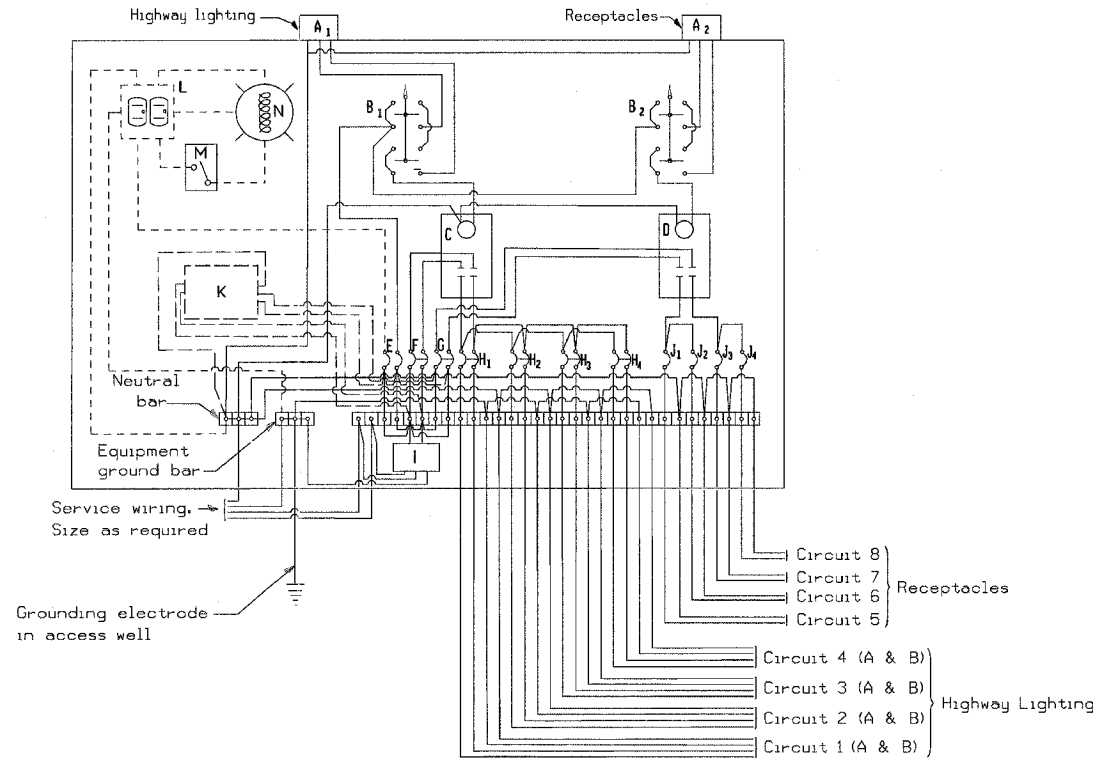 Highway lighting
A1
Receptacles
A2
L
N
M
B1
B2
C
D
K
E
F
G
H1
H2
H3
H4
J1
J2
J3
J4
Neutral
bar
Equipment
ground bar
I
Service wiring.
Size as required
Grounding electrode
in access well
Circuit 8
Circuit 7
Circuit 6
Circuit 5
Receptacles
Circuit 4 (A & B)
Circuit 3 (A & B)
Circuit 2 (A & B)
Circuit 1 (A & B)
Highway Lighting